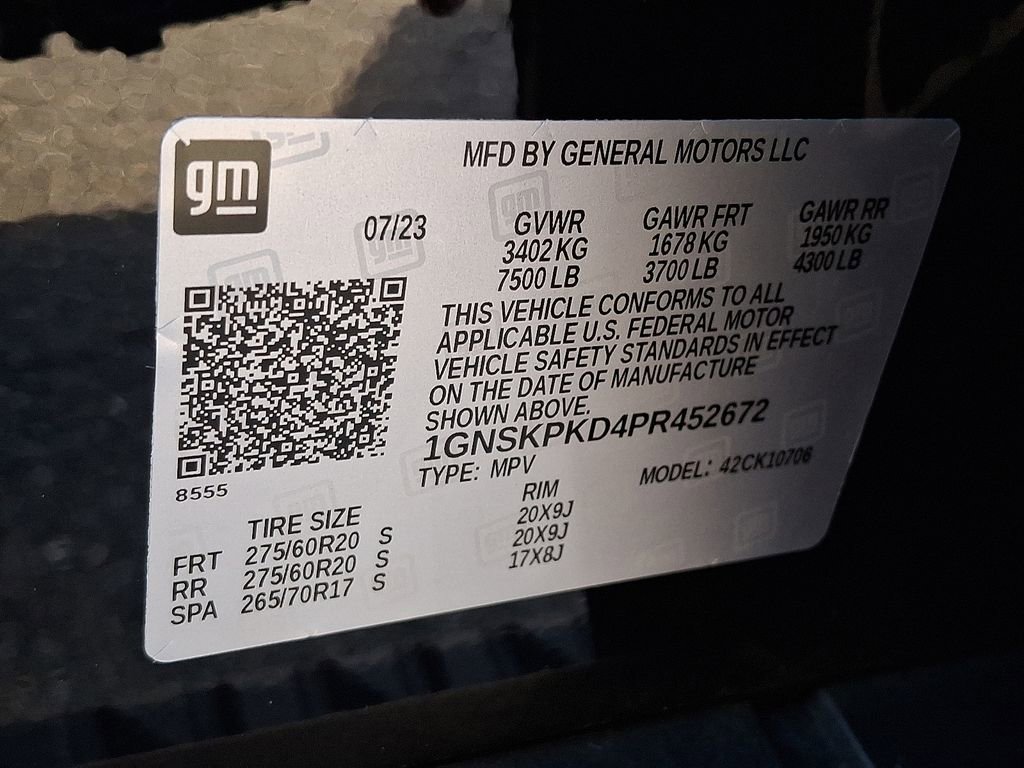 gm
MFD BY GENERAL MOTORS LLC
07/23 GVWR GAWR FRT GAWR RR
3402 KG 1678 KG 1950 KG
7500 LB 3700 LB 4300 LB
THIS VEHICLE CONFORMS TO ALL
APPLICABLE U.S. FEDERAL MOTOR
VEHICLE SAFETY STANDARDS IN EFFECT
ON THE DATE OF MANUFACTURE
SHOWN ABOVE.
1GNSKPKD4PR452672
TYPE: MPV MODEL: 42CK10706
8555
TIRE SIZE RIM
FRT 275/60R20 S 20X9J
RR 275/60R20 S 20X9J
SPA 265/70R17 S 17X8J